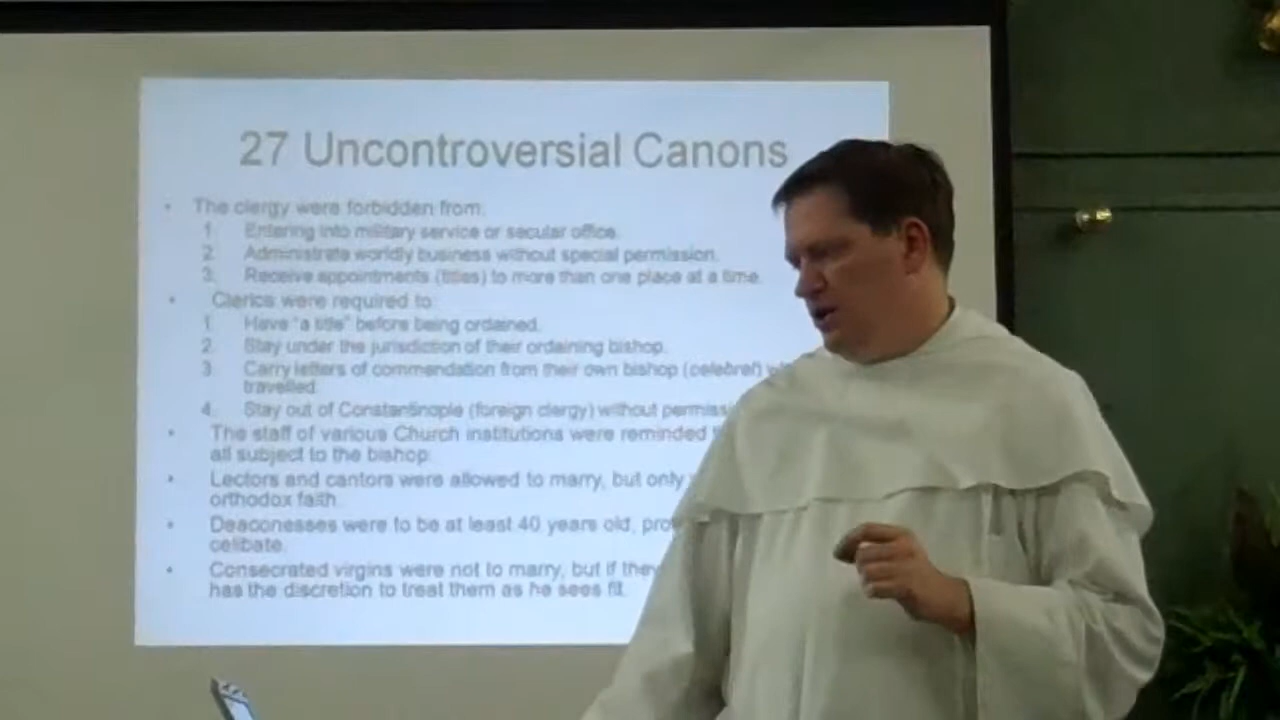 27 Uncontroversial Canons
• The clergy were forbidden from:
1. Entering into military service or secular office.
2. Administrate worldly business without special permission.
3. Receive appointments (titles) to more than one place at a time.
• Clerics were required to:
1. Have "a title" before being ordained.
2. Stay under the jurisdiction of their ordaining bishop.
3. Carry letters of commendation from their own bishop (celebret)
travelled.
4. Stay out of Constantinople (foreign clergy) without
• The staff of various Church institutions were reminded
all subject to the bishop.
• Lectors and cantors were allowed to marry, but only
orthodox faith.
• Deaconesses were to be at least 40 years old,
celibate.
• Consecrated virgins were not to marry, but if they
has the discretion to treat them as he sees fit.